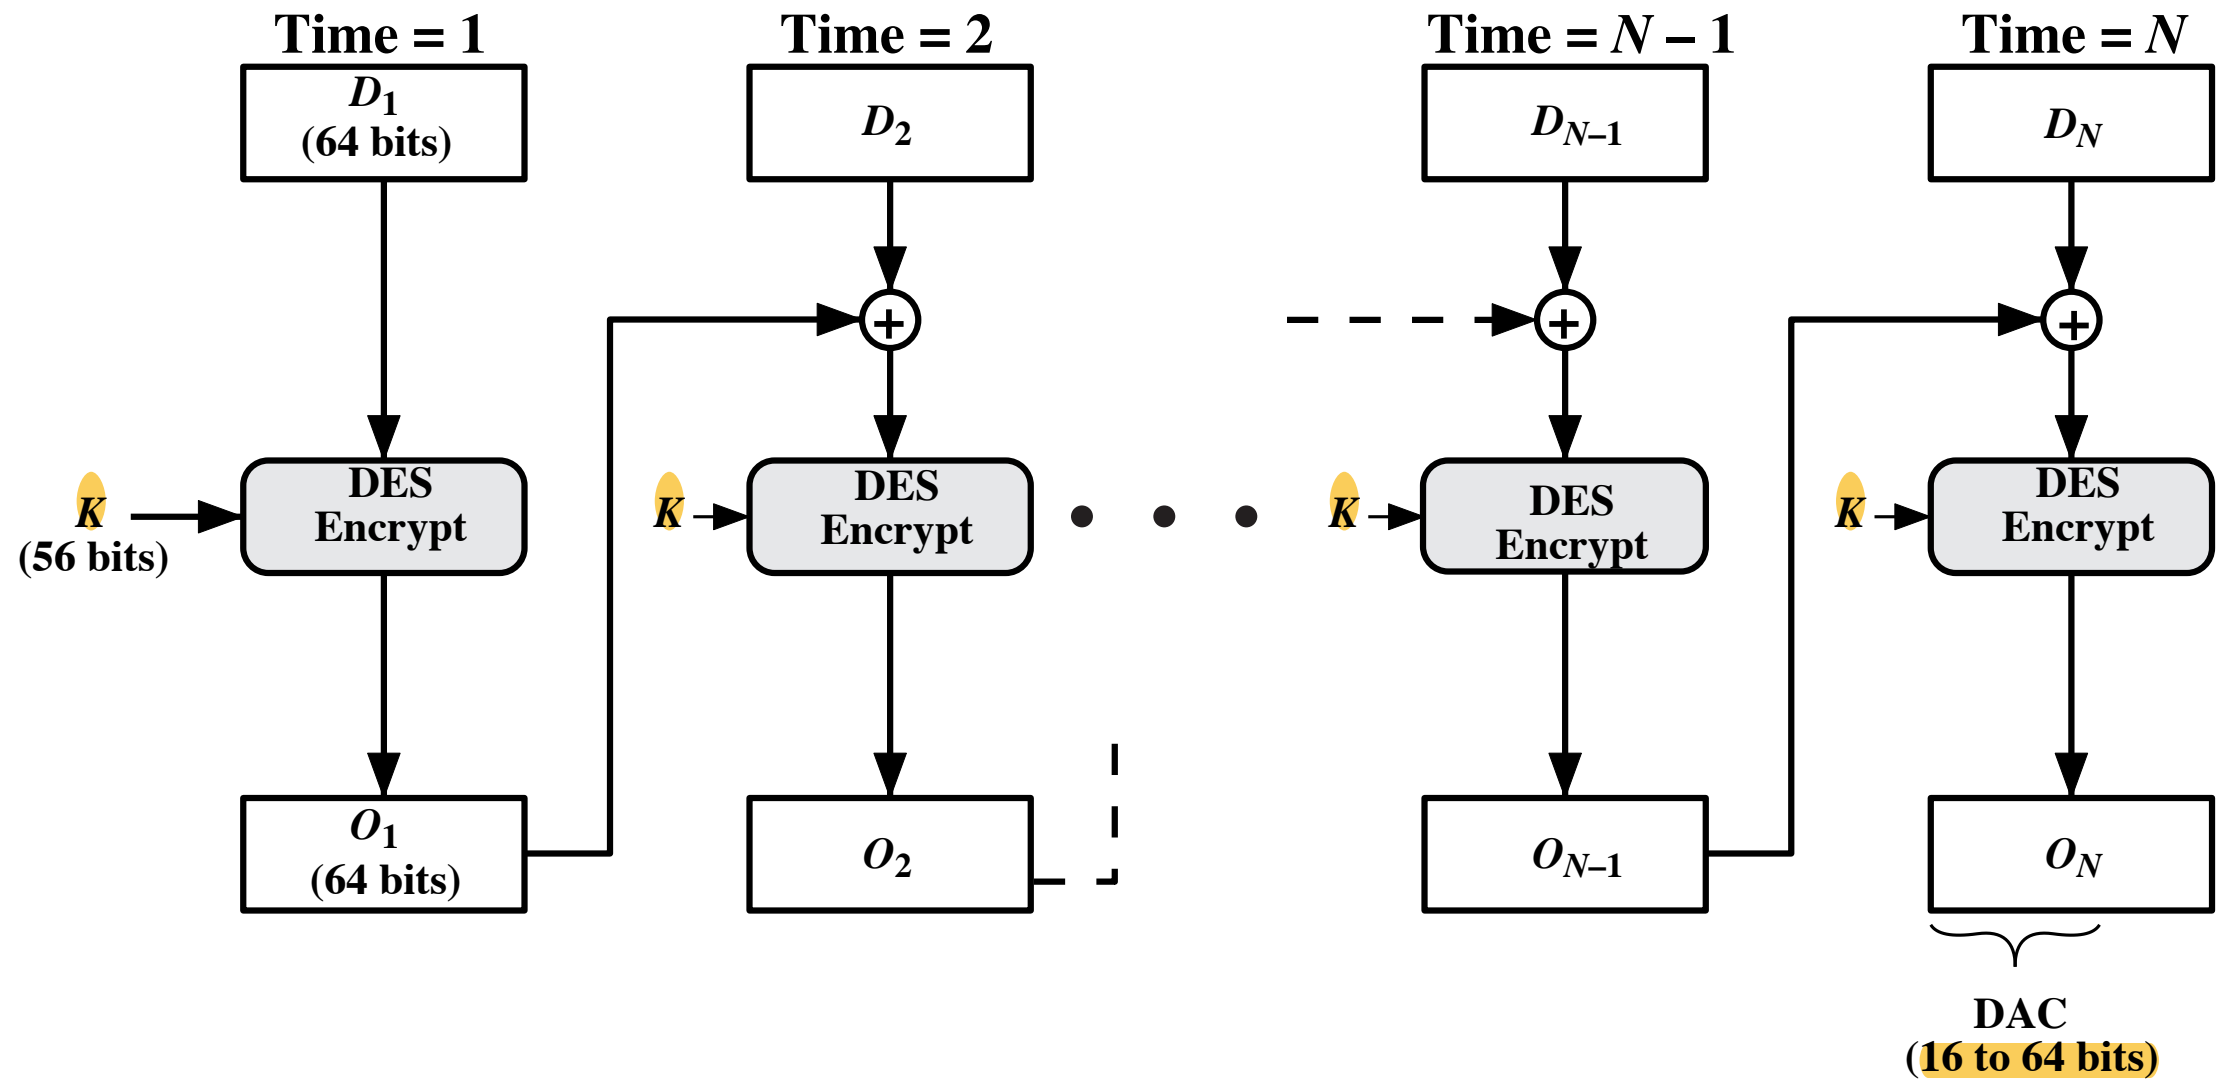 Time = 1
Time = 2
Time = N – 1
Time = N
D1
(64 bits)
D2
DN–1
DN
+
+
+
K
(56 bits)
DES
Encrypt
K
DES
Encrypt
K
DES
Encrypt
K
DES
Encrypt
O1
(64 bits)
O2
ON–1
ON
DAC
(16 to 64 bits)